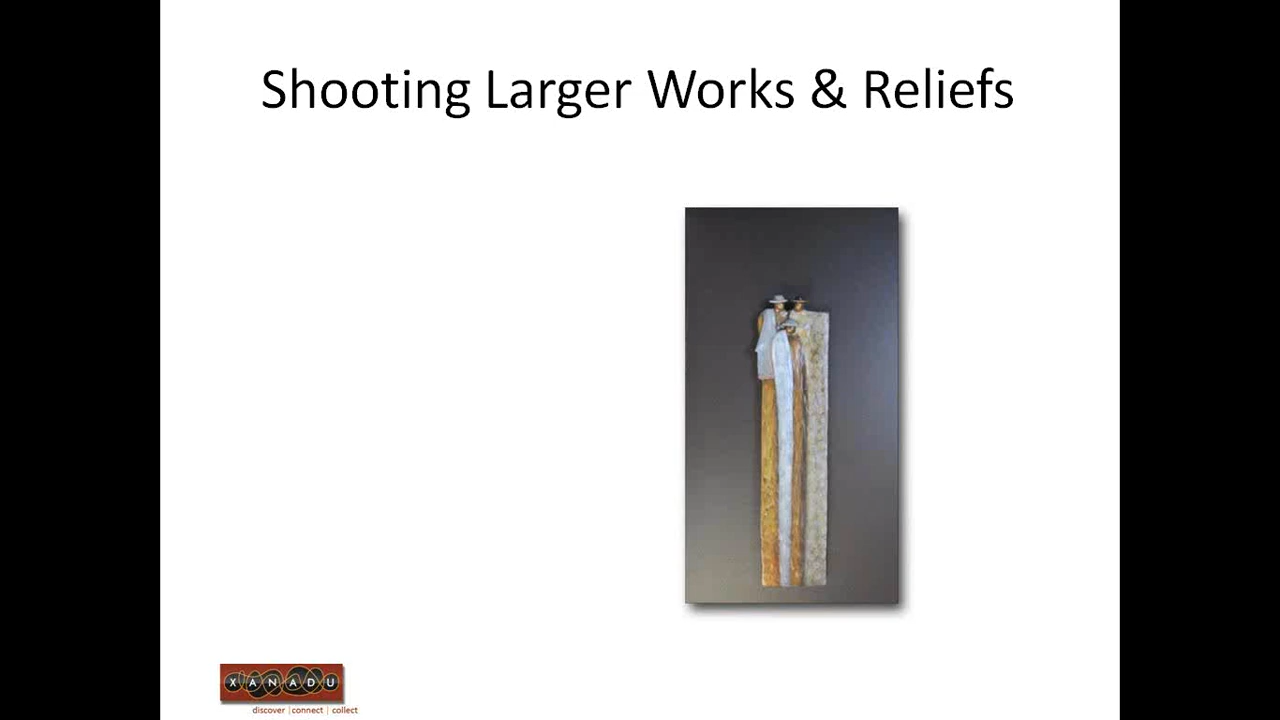 Shooting Larger Works & Reliefs
XANADU
discover | connect | collect